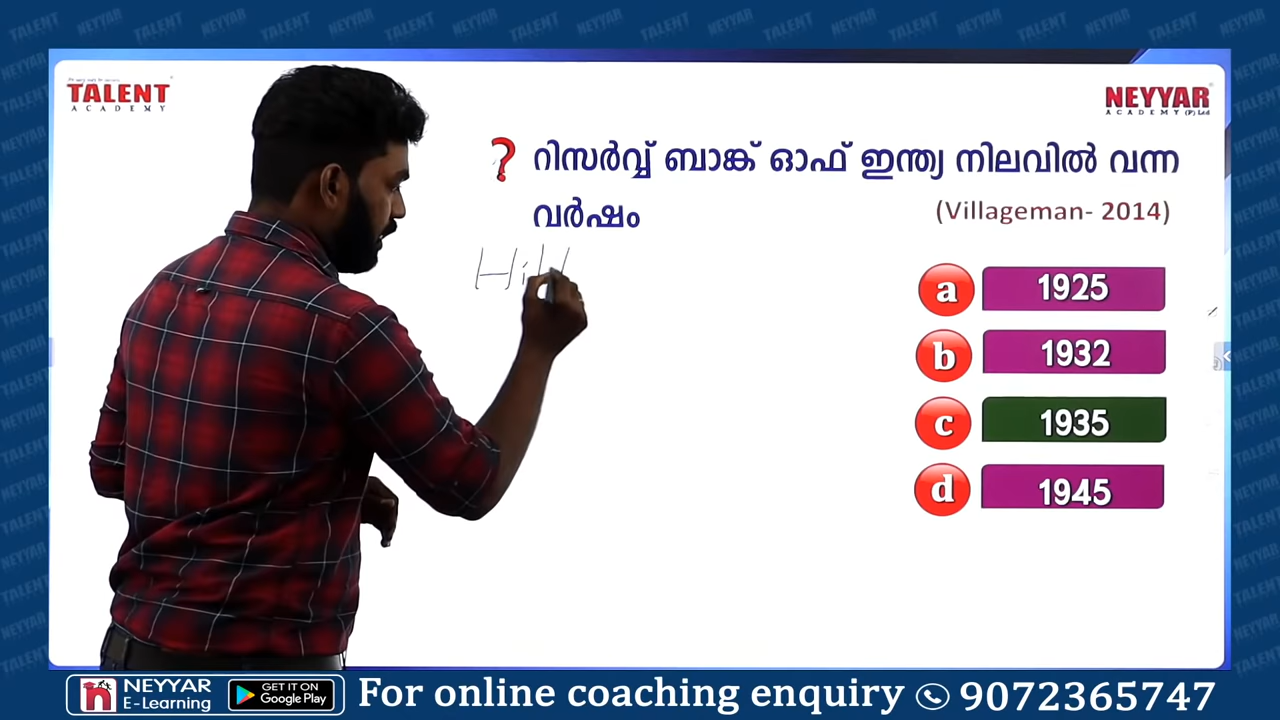 TALENT
ACADEMY
NEYYAR
ACADEMY (P) Ltd
? റിസർവ്വ് ബാങ്ക് ഓഫ് ഇന്ത്യ നിലവിൽ വന്ന
വർഷം
(Villageman- 2014)
a 1925
b 1932
c 1935
d 1945
NEYYAR
E-Learning
GET IT ON
Google Play
For online coaching enquiry 9072365747